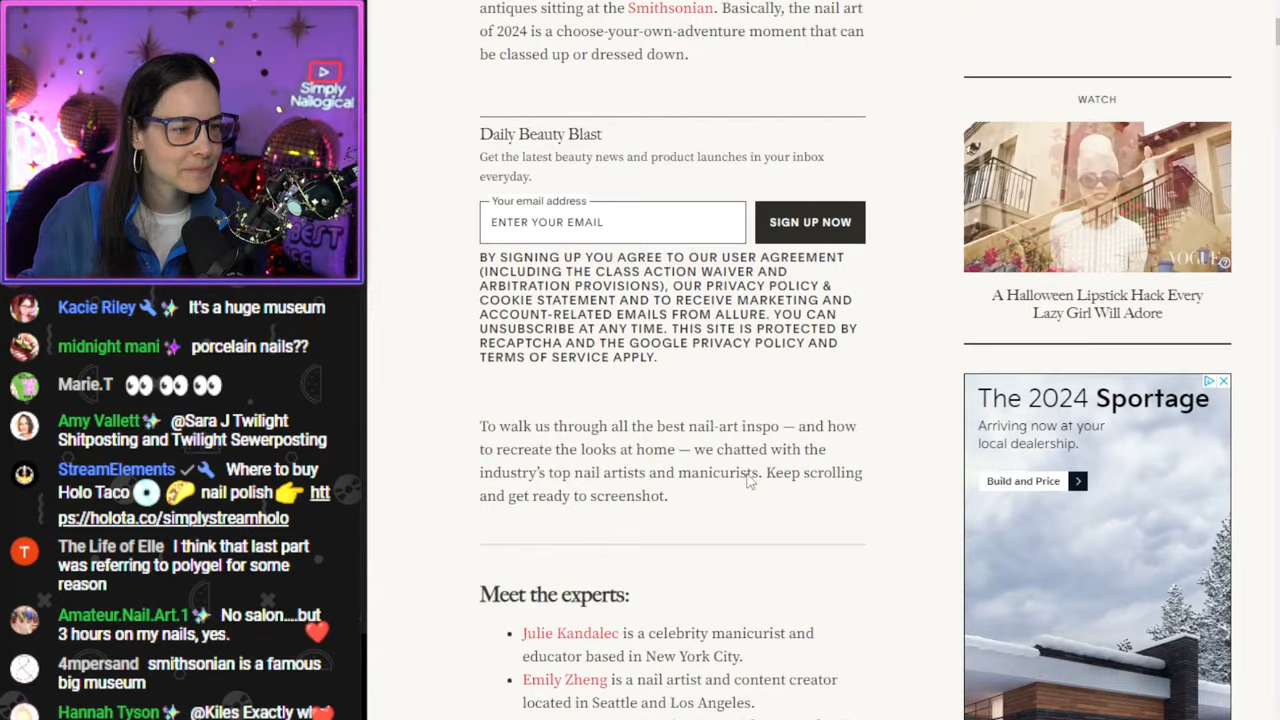 Simply
Nailogical
BEST
Kacie Riley It's a huge museum
midnight mani porcelain nails??
Marie.T 👀 👀 👀
Amy Vallett @Sara J Twilight
Shitposting and Twilight Sewerposting
StreamElements Where to buy
Holo Taco 💿 🌮 nail polish 👉 htt
ps://holota.co/simplystreamholo
The Life of Elle I think that last part
was referring to polygel for some
reason
Amateur.Nail.Art.1 No salon....but
3 hours on my nails, yes.
4mpersand smithsonian is a famous
big museum
Hannah Tyson @Kiles Exactly
antiques sitting at the Smithsonian. Basically, the nail art
of 2024 is a choose-your-own-adventure moment that can
be classed up or dressed down.
Daily Beauty Blast
Get the latest beauty news and product launches in your inbox
everyday.
Your email address
ENTER YOUR EMAIL
SIGN UP NOW
BY SIGNING UP YOU AGREE TO OUR USER AGREEMENT
(INCLUDING THE CLASS ACTION WAIVER AND
ARBITRATION PROVISIONS), OUR PRIVACY POLICY &
COOKIE STATEMENT AND TO RECEIVE MARKETING AND
ACCOUNT-RELATED EMAILS FROM ALLURE. YOU CAN
UNSUBSCRIBE AT ANY TIME. THIS SITE IS PROTECTED BY
RECAPTCHA AND THE GOOGLE PRIVACY POLICY AND
TERMS OF SERVICE APPLY.
To walk us through all the best nail-art inspo — and how
to recreate the looks at home — we chatted with the
industry's top nail artists and manicurists. Keep scrolling
and get ready to screenshot.
Meet the experts:
• Julie Kandalec is a celebrity manicurist and
educator based in New York City.
• Emily Zheng is a nail artist and content creator
located in Seattle and Los Angeles.
WATCH
VOGUE
A Halloween Lipstick Hack Every
Lazy Girl Will Adore
The 2024 Sportage
Arriving now at your
local dealership.
Build and Price